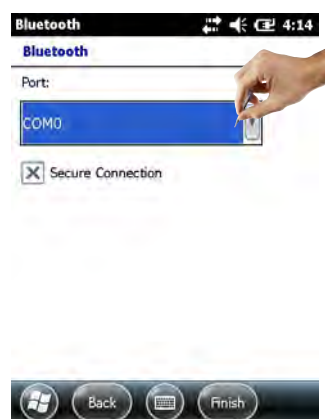 Bluetooth 4:14
Bluetooth
Port:
COM0
Secure Connection
Back Finish